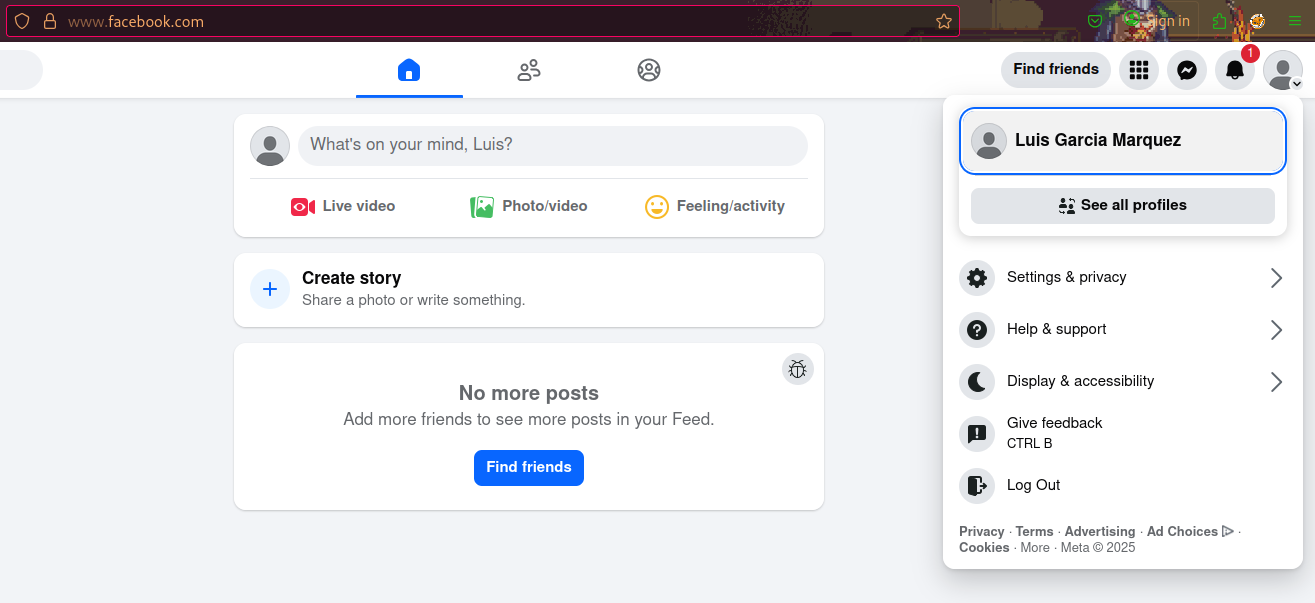 www.facebook.com
Sign in
Find friends
1
What's on your mind, Luis?
Live video
Photo/video
Feeling/activity
Create story
Share a photo or write something.
No more posts
Add more friends to see more posts in your Feed.
Find friends
Luis Garcia Marquez
See all profiles
Settings & privacy
Help & support
Display & accessibility
Give feedback
CTRL B
Log Out
Privacy · Terms · Advertising · Ad Choices ·
Cookies · More · Meta © 2025